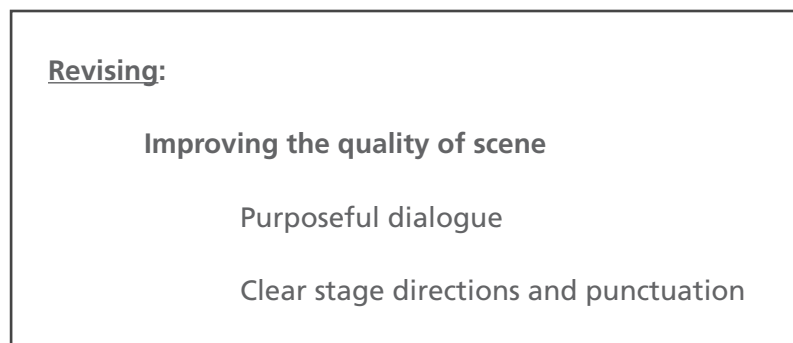 Revising:
Improving the quality of scene
Purposeful dialogue
Clear stage directions and punctuation